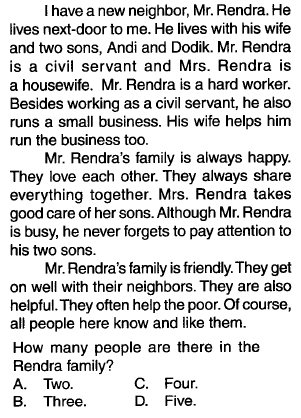 I have a new neighbor, Mr. Rendra. He
lives next-door to me. He lives with his wife
and two sons, Andi and Dodik. Mr. Rendra
is a civil servant and Mrs. Rendra is
a housewife. Mr. Rendra is a hard worker.
Besides working as a civil servant, he also
runs a small business. His wife helps him
run the business too.
Mr. Rendra's family is always happy.
They love each other. They always share
everything together. Mrs. Rendra takes
good care of her sons. Although Mr. Rendra
is busy, he never forgets to pay attention to
his two sons.
Mr. Rendra's family is friendly. They get
on well with their neighbors. They are also
helpful. They often help the poor. Of course,
all people here know and like them.
How many people are there in the
Rendra family?
A. Two. C. Four.
B. Three. D. Five.